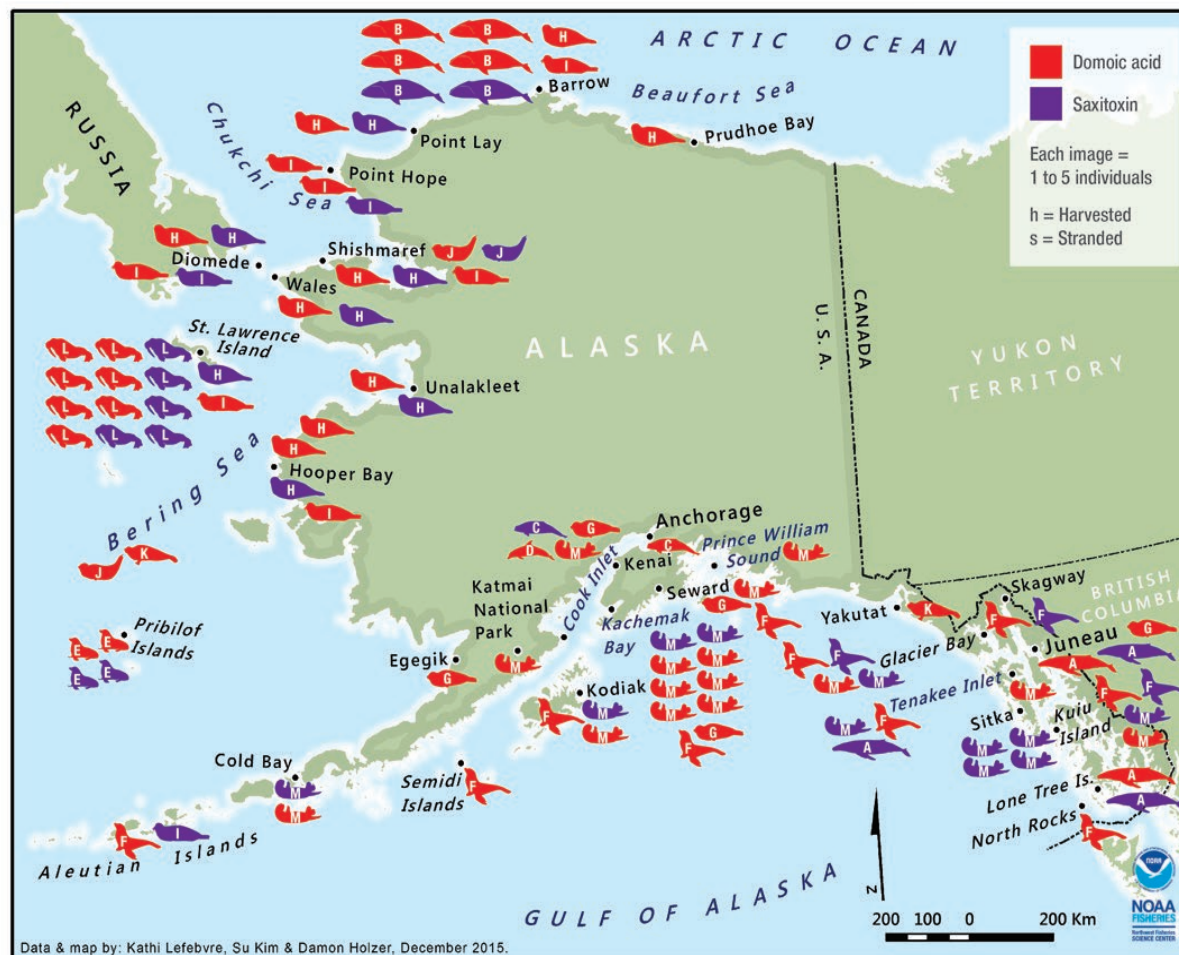 ARCTIC OCEAN
Domoic acid
Saxitoxin
Each image =
1 to 5 individuals
h = Harvested
s = Stranded
B B H
B B I
B B
Barrow
Beaufort Sea
RUSSIA
Chukchi Sea
H H
Point Lay
H
Prudhoe Bay
I
Point Hope
I
I
H H
Diomede
I I
Shishmaref
J J
H H I
Wales
H H
St. Lawrence
Island
L L L
L L L
L L L
L L L
H
I
ALASKA
U.S.A.
CANADA
YUKON
TERRITORY
H
Unalakleet
H
H
H
Hooper Bay
H
I
Bering Sea
J K
Pribilof
Islands
E E
E E
C G
D M
Anchorage
C
Kenai
Cook Inlet
Prince William
Sound
M
Seward
M
G
F
Katmai
National
Park
M
Kachemak
Bay
Egegik
G
Kodiak
F M
M
M M
M M
M M
M M
G
F
Yakutat
K
Skagway
F F
BRITISH
COLUMBIA
Glacier Bay
Juneau
G
A A
F F
F F
M M
Tenakee Inlet
M
M F
A
Sitka
Kuiu
Island
M
M
M M
M M
Lone Tree Is.
A
A
North Rocks
F
Cold Bay
M
M
Semidi
Islands
F
F I
Aleutian Islands
GULF OF ALASKA
N
200 100 0 200 Km
NOAA
NOAA
FISHERIES
Northwest Fisheries
SCIENCE CENTER
Data & map by: Kathi Lefebvre, Su Kim & Damon Holzer, December 2015.